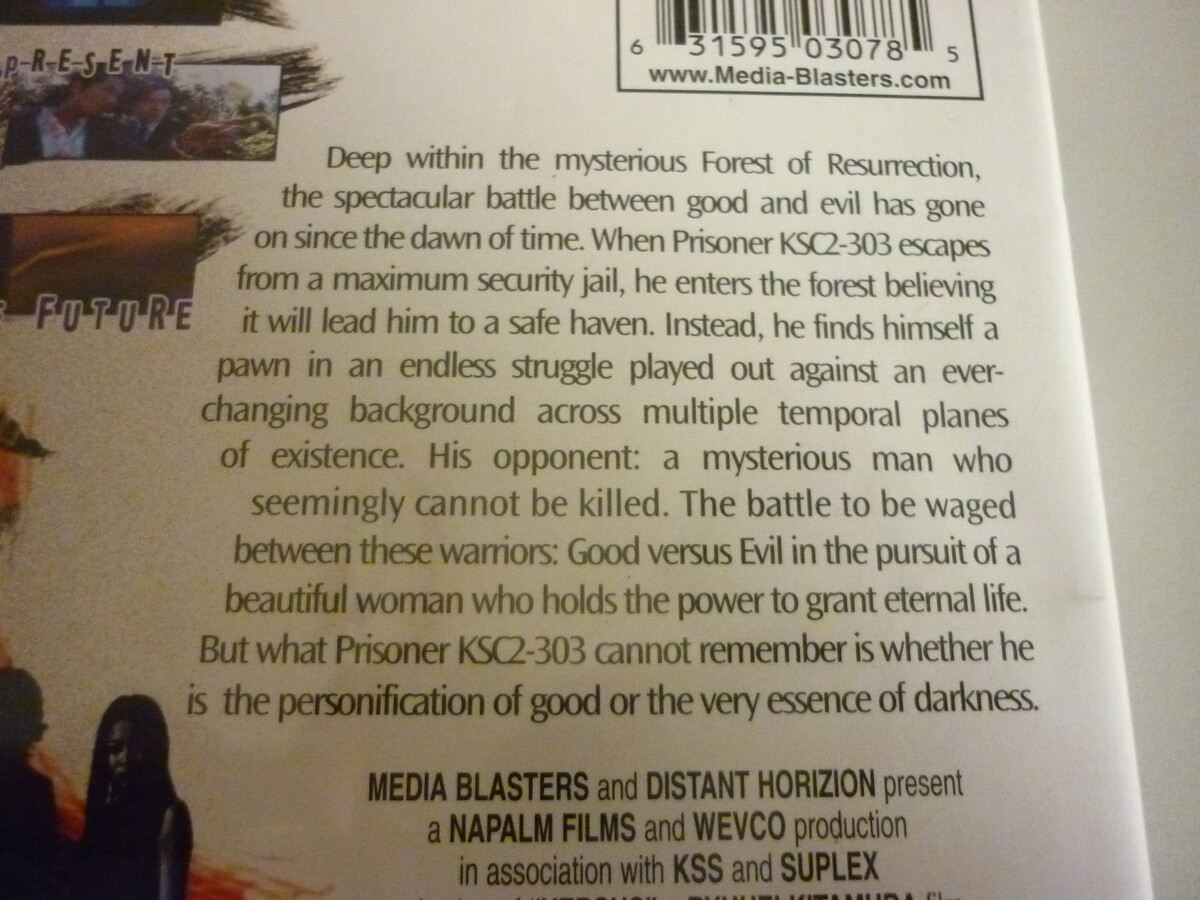 PRESENT
6 31595 03078 5
www.Media-Blasters.com
Deep within the mysterious Forest of Resurrection,
the spectacular battle between good and evil has gone
on since the dawn of time. When Prisoner KSC2-303 escapes
from a maximum security jail, he enters the forest believing
FUTURE
it will lead him to a safe haven. Instead, he finds himself a
pawn in an endless struggle played out against an ever-
changing background across multiple temporal planes
of existence. His opponent: a mysterious man who
seemingly cannot be killed. The battle to be waged
between these warriors: Good versus Evil in the pursuit of a
beautiful woman who holds the power to grant eternal life.
But what Prisoner KSC2-303 cannot remember is whether he
is the personification of good or the very essence of darkness.
MEDIA BLASTERS and DISTANT HORIZION present
a NAPALM FILMS and WEVCO production
in association with KSS and SUPLEX
"VERSUS" a RYUHEI KITAMURA film